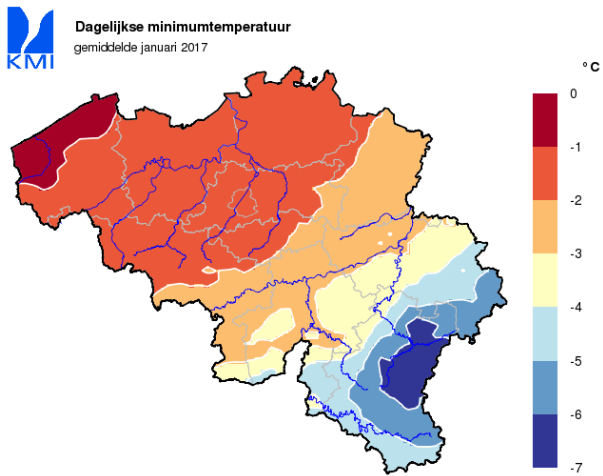 Dagelijkse minimumtemperatuur
gemiddelde januari 2017
KMI
° C
0
-1
-2
-3
-4
-5
-6
-7